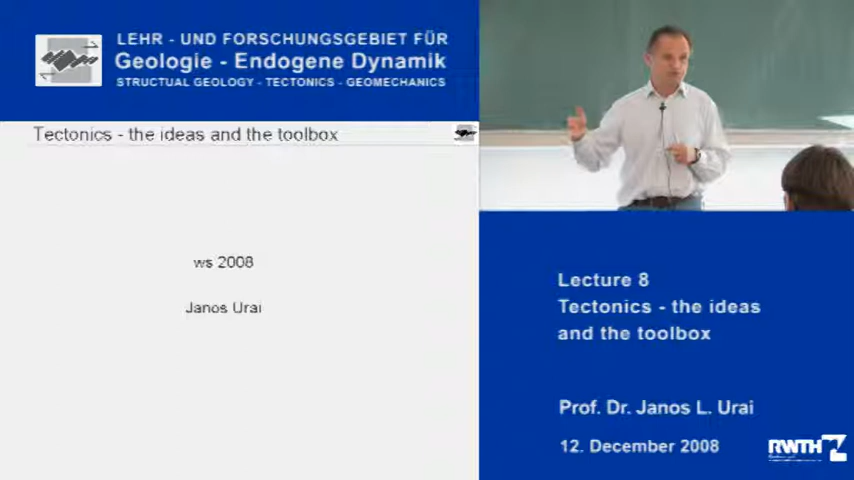 LEHR - UND FORSCHUNGSGEBIET FÜR
Geologie - Endogene Dynamik
STRUCTUAL GEOLOGY - TECTONICS - GEOMECHANICS
Tectonics - the ideas and the toolbox
ws 2008
Janos Urai
Lecture 8
Tectonics - the ideas
and the toolbox
Prof. Dr. Janos L. Urai
12. December 2008
RWTH